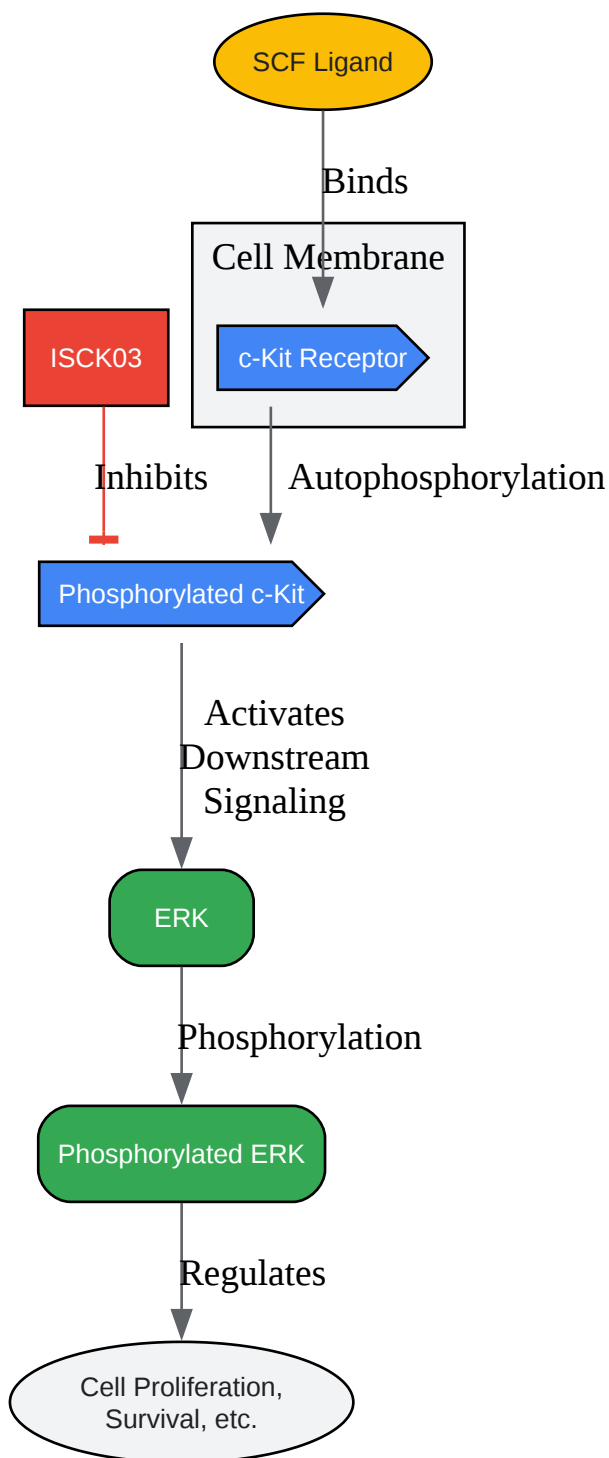 SCF Ligand
Binds
Cell Membrane
ISCK03
c-Kit Receptor
Inhibits
Autophosphorylation
Phosphorylated c-Kit
Activates
Downstream
Signaling
ERK
Phosphorylation
Phosphorylated ERK
Regulates
Cell Proliferation,
Survival, etc.